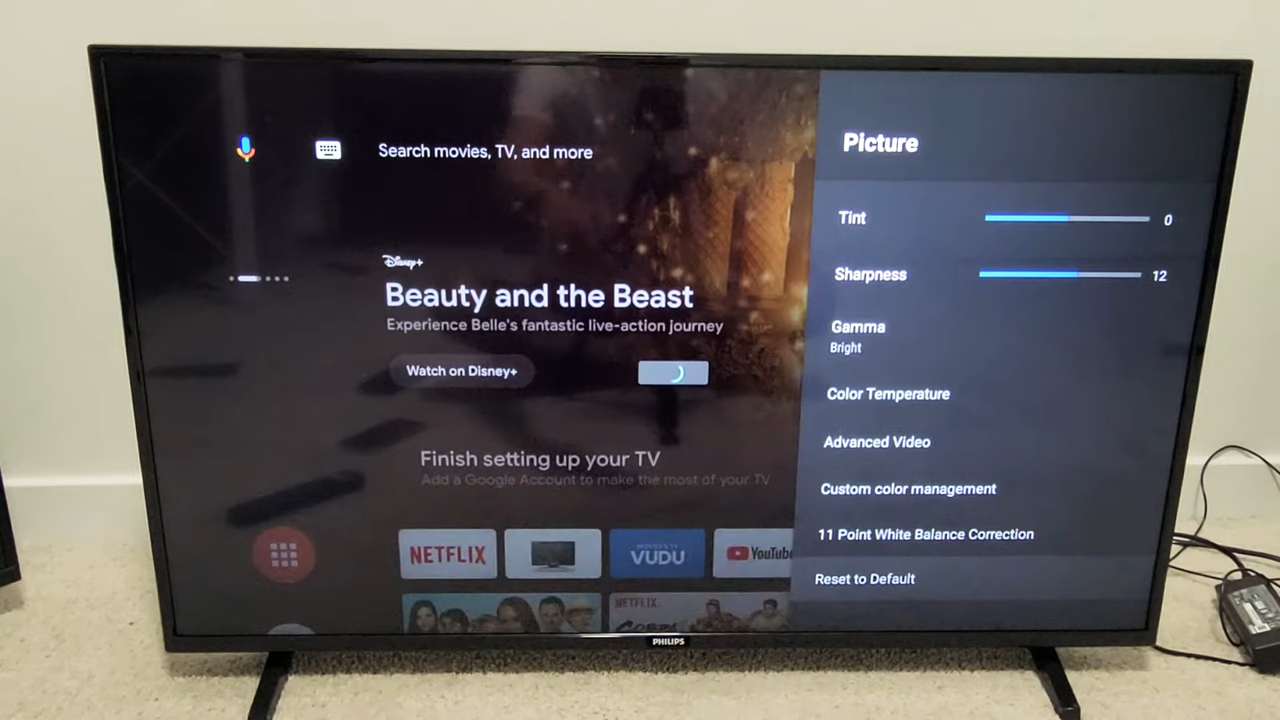 Search movies, TV, and more
Disney+
Beauty and the Beast
Experience Belle's fantastic live-action journey
Watch on Disney+
Finish setting up your TV
Add a Google Account to make the most of your TV
NETFLIX
VUDU
YouTube
NETFLIX
Picture
Tint 0
Sharpness 12
Gamma
Bright
Color Temperature
Advanced Video
Custom color management
11 Point White Balance Correction
Reset to Default
PHILIPS